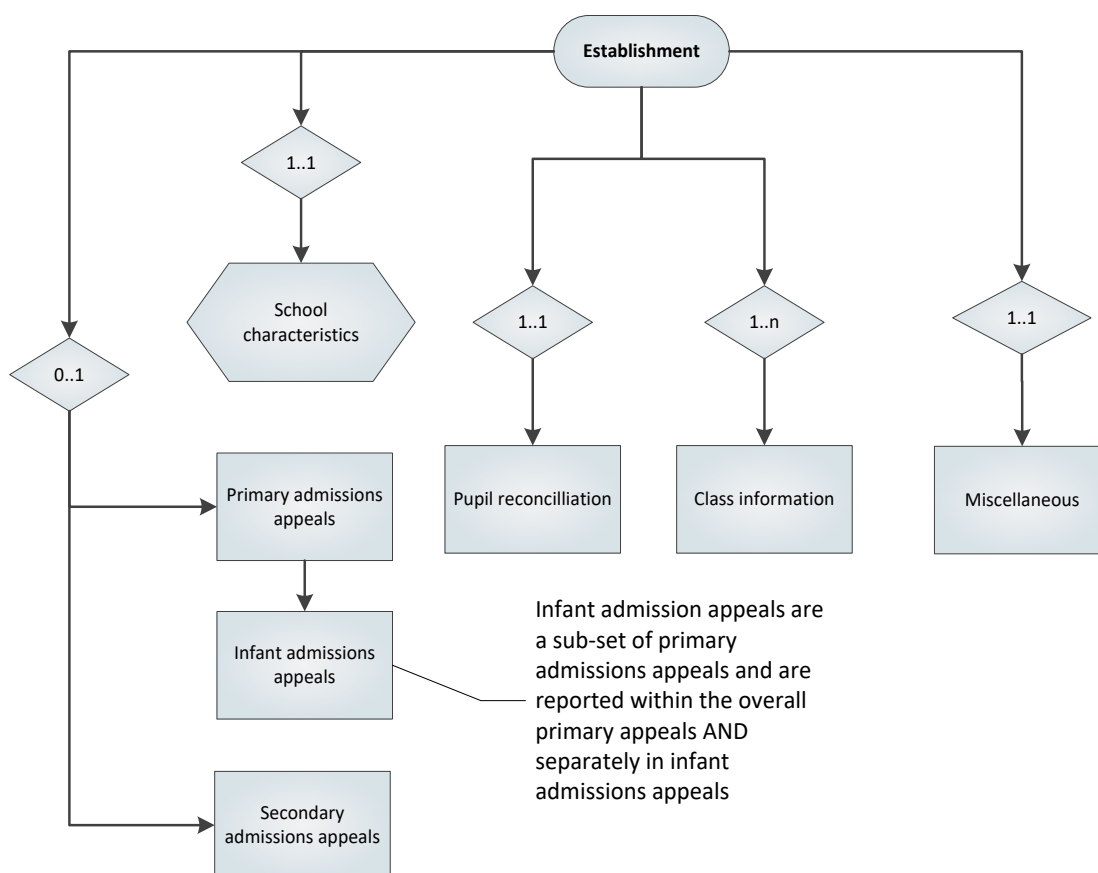 Establishment
1..1
School
characteristics
0..1
1..1
1..n
1..1
Primary admissions
appeals
Pupil reconcilliation
Class information
Miscellaneous
Infant admissions
appeals
Infant admission appeals are
a sub-set of primary
admissions appeals and are
reported within the overall
primary appeals AND
separately in infant
admissions appeals
Secondary
admissions appeals